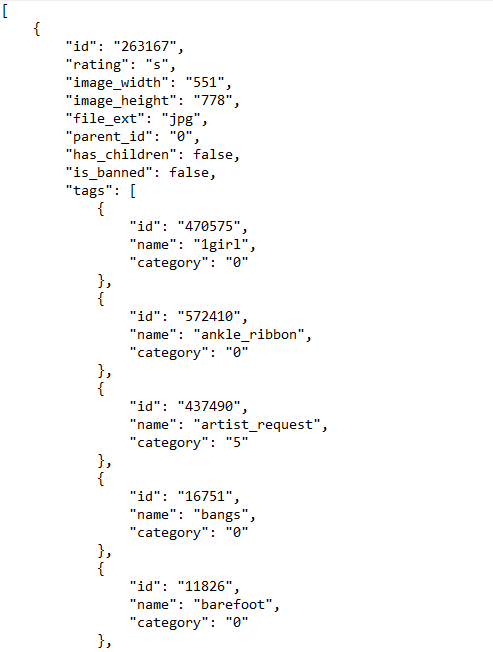 [
    {
        "id": "263167",
        "rating": "s",
        "image_width": "551",
        "image_height": "778",
        "file_ext": "jpg",
        "parent_id": "0",
        "has_children": false,
        "is_banned": false,
        "tags": [
            {
                "id": "470575",
                "name": "1girl",
                "category": "0"
            },
            {
                "id": "572410",
                "name": "ankle_ribbon",
                "category": "0"
            },
            {
                "id": "437490",
                "name": "artist_request",
                "category": "5"
            },
            {
                "id": "16751",
                "name": "bangs",
                "category": "0"
            },
            {
                "id": "11826",
                "name": "barefoot",
                "category": "0"
            },